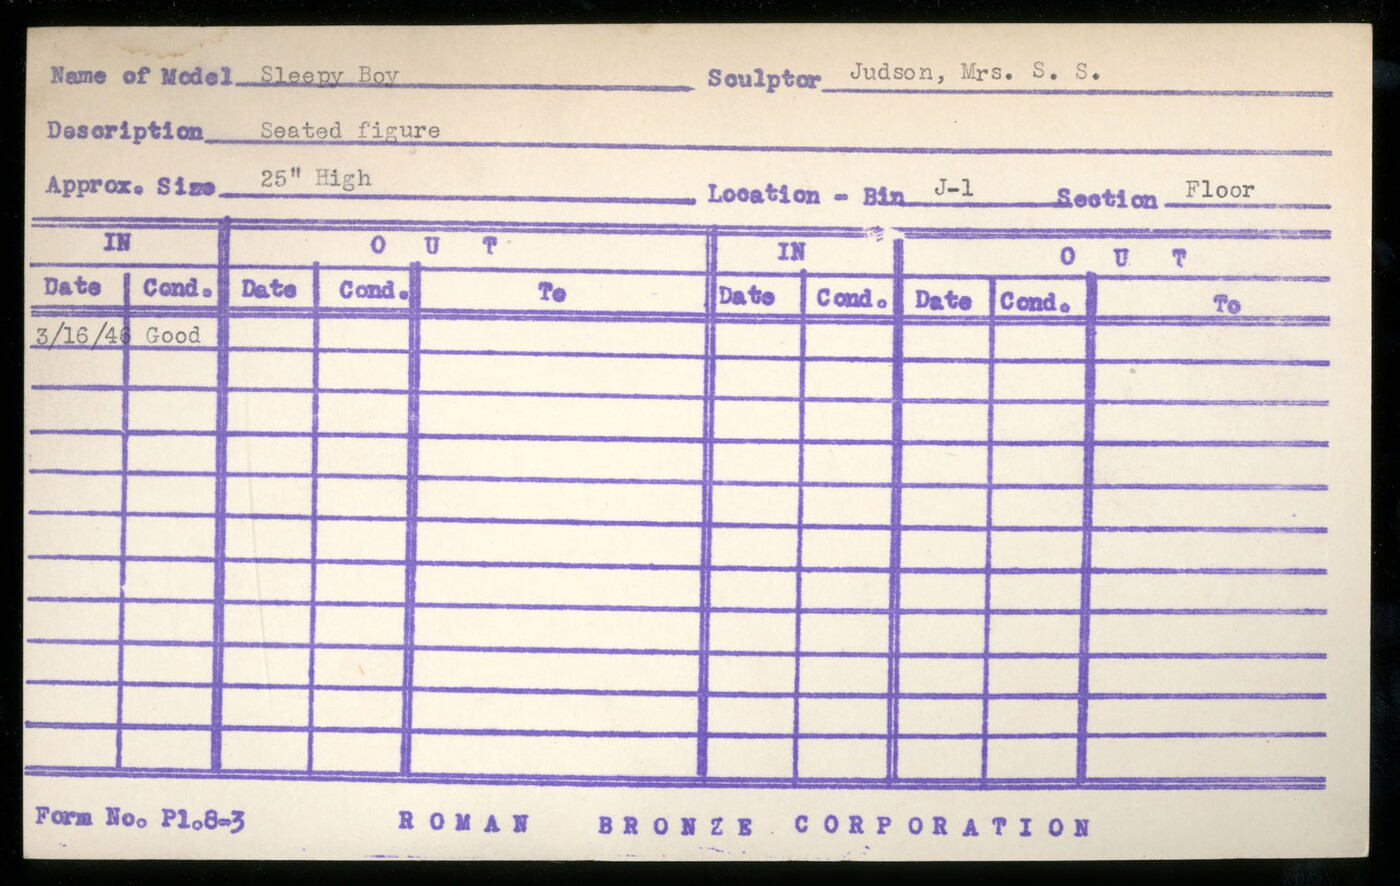 Name of Model Sleepy Boy Sculptor Judson, Mrs. S. S.
Description Seated figure
Approx. Size 25" High Location - Bin J-1 Section Floor
IN O U T IN O U T
Date Cond. Date Cond. To Date Cond. Date Cond. To
3/16/46 Good
Form No. Pl.8-3 ROMAN BRONZE CORPORATION